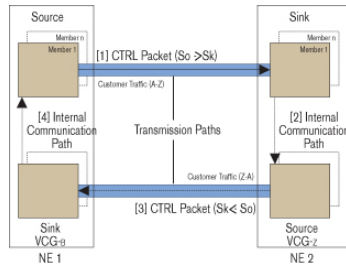 Source
Sink
Member n
Member 1
Member n
Member 1
[1] CTRL Packet (So >Sk)
Customer Traffic (A-Z)
[4] Internal
Communication
Path
Transmission
Paths
[2] Internal
Communication
Path
Customer Traffic (Z-A)
[3] CTRL Packet (Sk< So)
Sink
VCG-B
NE 1
Source
VCG-Z
NE 2